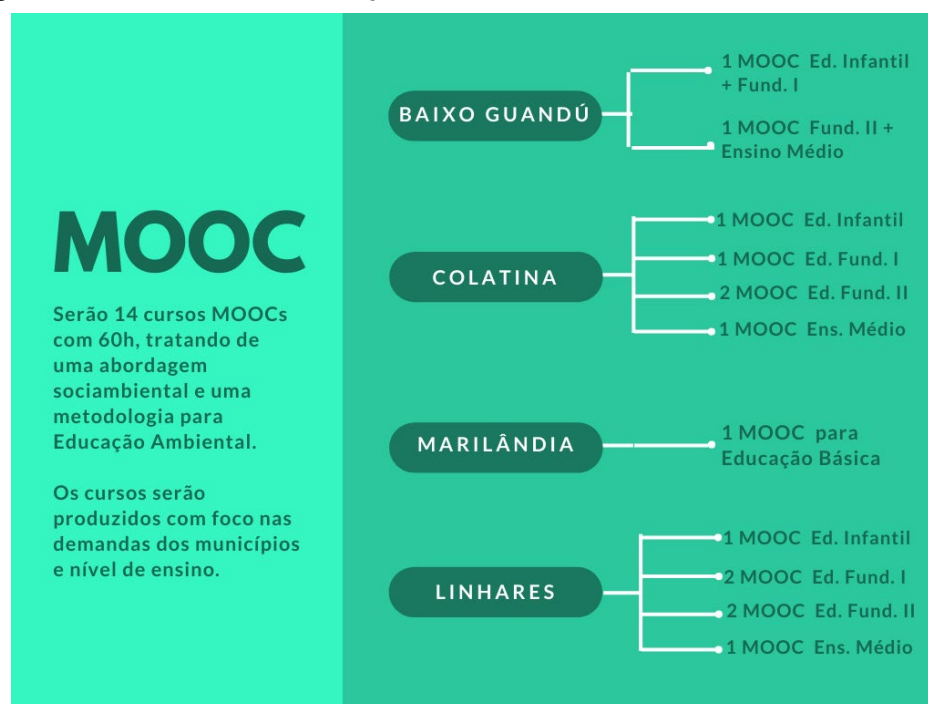 MOOC
Serão 14 cursos MOOCs
com 60h, tratando de
uma abordagem
sociambiental e uma
metodologia para
Educação Ambiental.
Os cursos serão
produzidos com foco nas
demandas dos municípios
e nível de ensino.
BAIXO GUANDÚ
1 MOOC Ed. Infantil
+ Fund. I
1 MOOC Fund. II +
Ensino Médio
COLATINA
1 MOOC Ed. Infantil
1 MOOC Ed. Fund. I
2 MOOC Ed. Fund. II
1 MOOC Ens. Médio
MARILÂNDIA
1 MOOC para
Educação Básica
LINHARES
1 MOOC Ed. Infantil
2 MOOC Ed. Fund. I
2 MOOC Ed. Fund. II
1 MOOC Ens. Médio